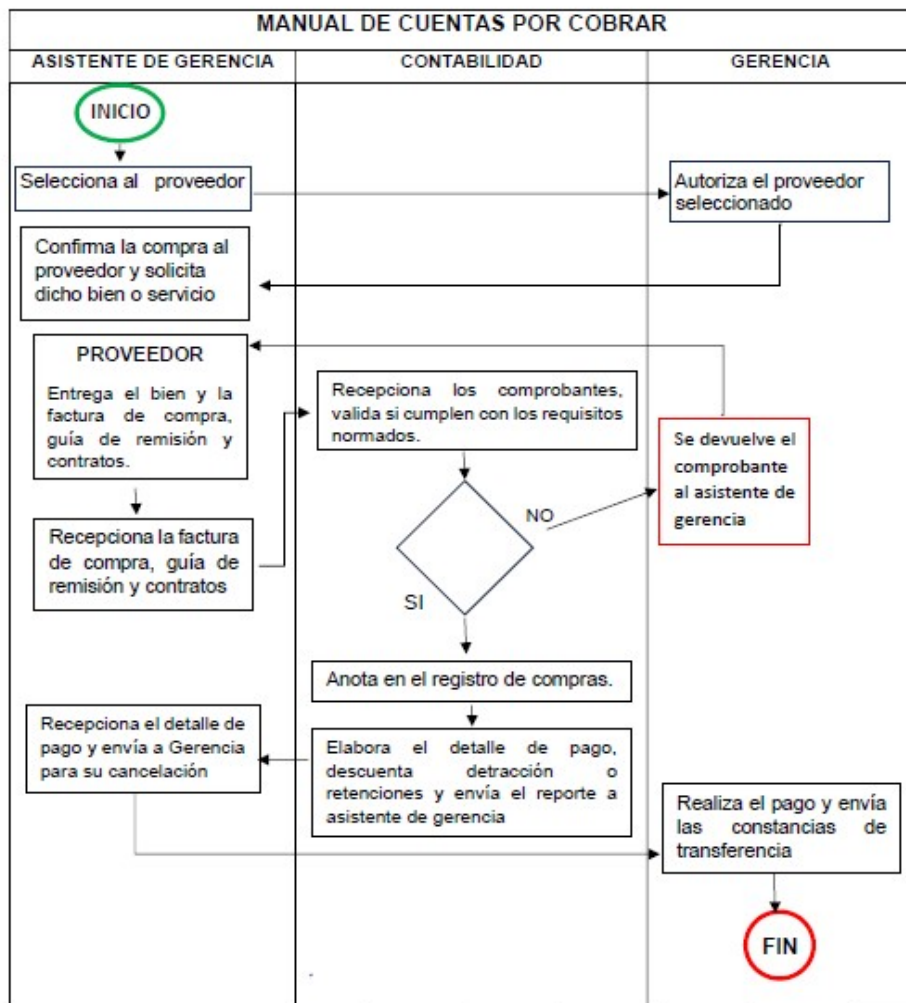 MANUAL DE CUENTAS POR COBRAR
ASISTENTE DE GERENCIA
CONTABILIDAD
GERENCIA
INICIO
Selecciona al proveedor
Autoriza el proveedor
seleccionado
Confirma la compra al
proveedor y solicita
dicho bien o servicio
PROVEEDOR
Entrega el bien y la
factura de compra,
guía de remisión y
contratos.
Recepciona los comprobantes,
valida si cumplen con los requisitos
normados.
Se devuelve el
comprobante
al asistente de
gerencia
NO
Recepciona la factura
de compra, guía de
remisión y contratos
SI
Anota en el registro de compras.
Recepciona el detalle de
pago y envía a Gerencia
para su cancelación
Elabora el detalle de pago,
descuenta detracción o
retenciones y envía el reporte a
asistente de gerencia
Realiza el pago y envía
las constancias de
transferencia
FIN